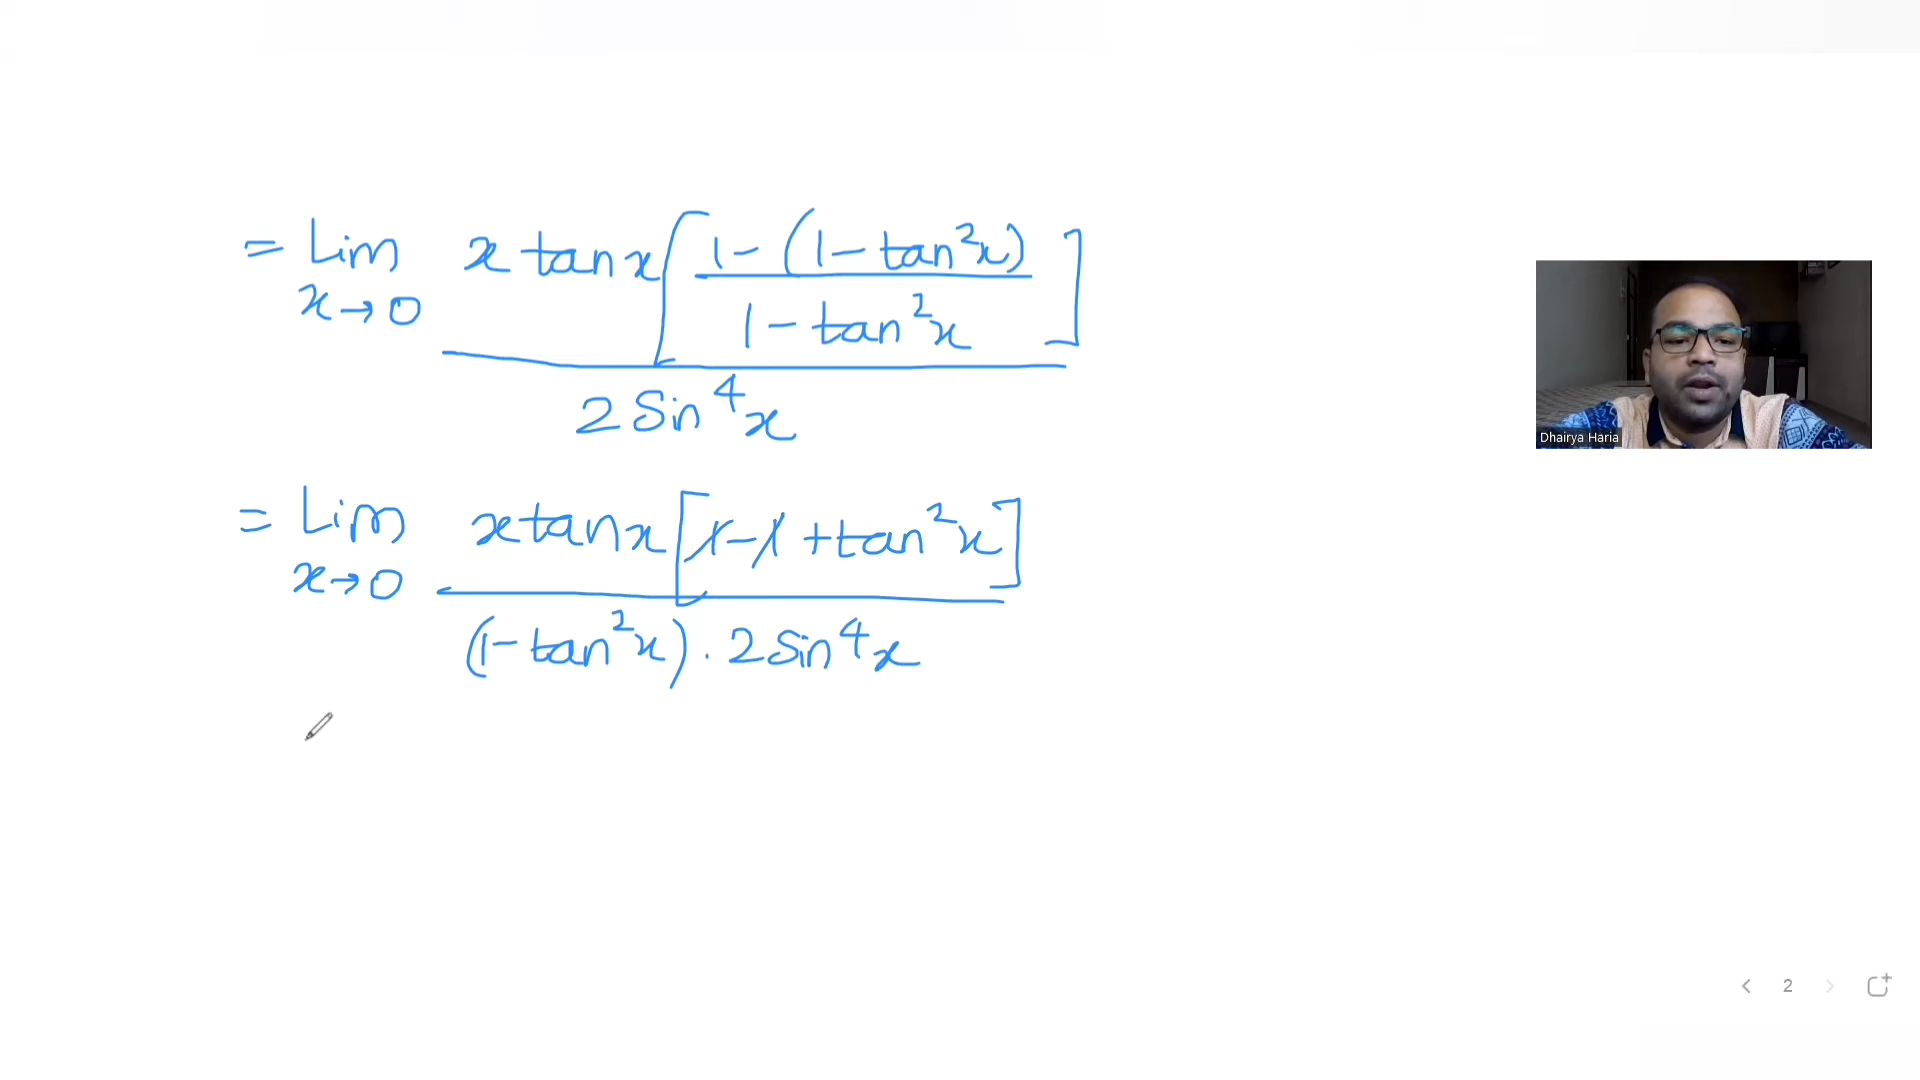 = Lim x tan x [ 1 - (1 - tan²x)
x→0 1 - tan²x ]
2 Sin⁴x
= Lim x tan x [1 - 1 + tan²x]
x→0 (1 - tan²x) . 2 Sin⁴x
Dhairya Haria
2